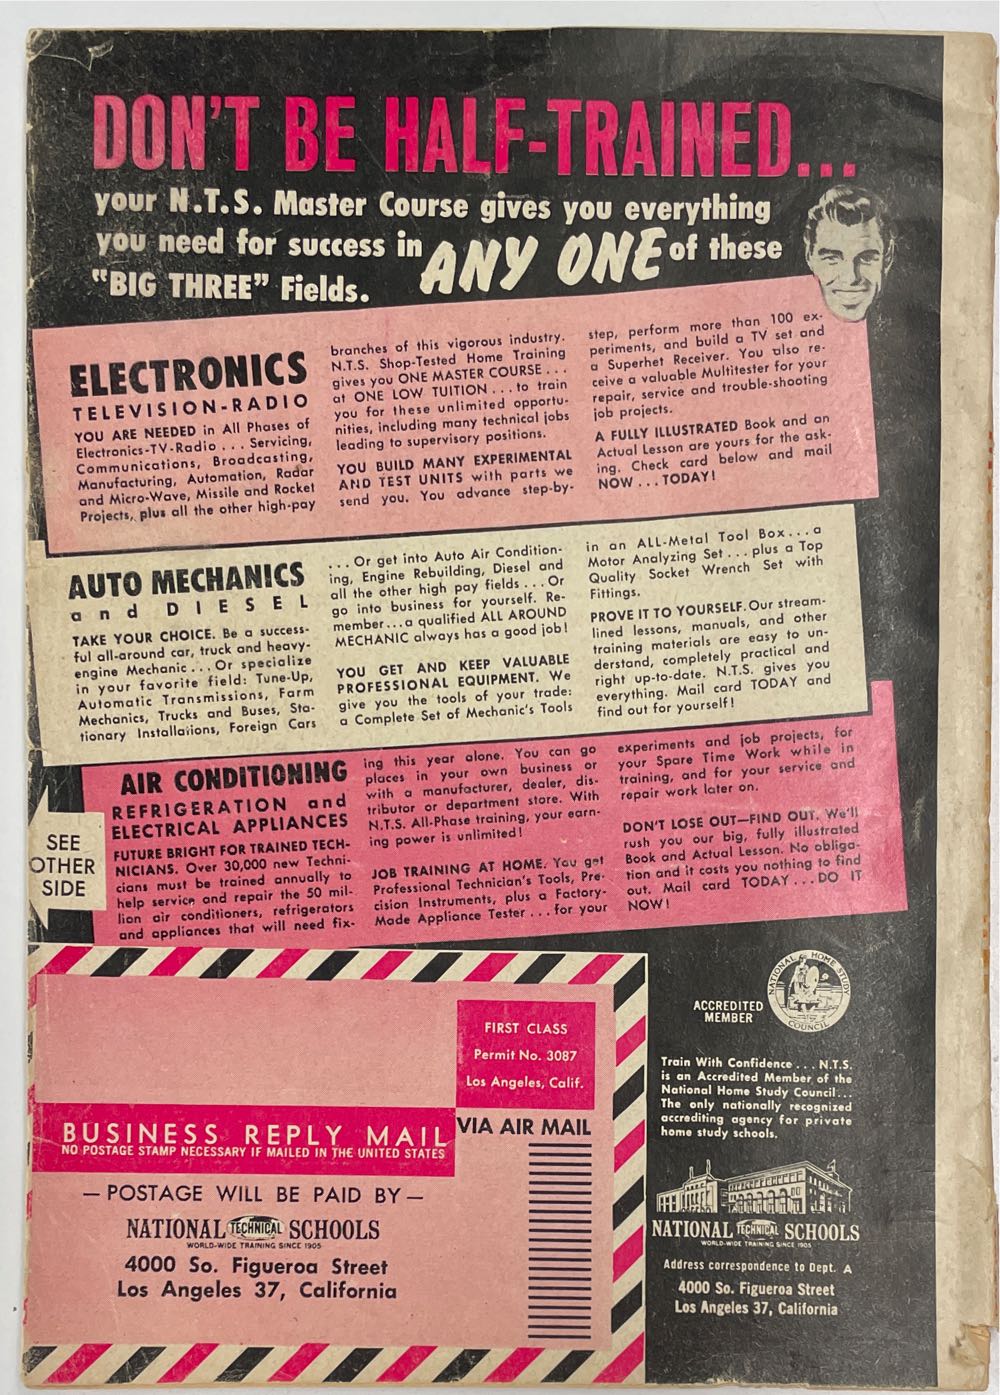 DON'T BE HALF-TRAINED...
your N.T.S. Master Course gives you everything
you need for success in ANY ONE of these
"BIG THREE" Fields.
ELECTRONICS
TELEVISION-RADIO
YOU ARE NEEDED in All Phases of
Electronics-TV-Radio . . . Servicing,
Communications, Broadcasting,
Manufacturing, Automation, Radar
and Micro-Wave, Missile and Rocket
Projects, plus all the other high-pay
branches of this vigorous industry.
N.T.S. Shop-Tested Home Training
gives you ONE MASTER COURSE . . .
at ONE LOW TUITION . . . to train
you for these unlimited opportu-
nities, including many technical jobs
leading to supervisory positions.
YOU BUILD MANY EXPERIMENTAL
AND TEST UNITS with parts we
send you. You advance step-by-
step, perform more than 100 ex-
periments, and build a TV set and
a Superhet Receiver. You also re-
ceive a valuable Multitester for your
repair, service and trouble-shooting
job projects.
A FULLY ILLUSTRATED Book and an
Actual Lesson are yours for the ask-
ing. Check card below and mail
NOW . . . TODAY!
AUTO MECHANICS
and DIESEL
TAKE YOUR CHOICE. Be a success-
ful all-around car, truck and heavy-
engine Mechanic . . . Or specialize
in your favorite field: Tune-Up,
Automatic Transmissions, Farm
Mechanics, Trucks and Buses, Sta-
tionary Installations, Foreign Cars
. . . Or get into Auto Air Condition-
ing, Engine Rebuilding, Diesel and
all the other high pay fields . . . Or
go into business for yourself. Re-
member . . . a qualified ALL AROUND
MECHANIC always has a good job!
YOU GET AND KEEP VALUABLE
PROFESSIONAL EQUIPMENT. We
give you the tools of your trade:
a Complete Set of Mechanic's Tools
in an ALL-Metal Tool Box . . . a
Motor Analyzing Set . . . plus a Top
Quality Socket Wrench Set with
Fittings.
PROVE IT TO YOURSELF. Our stream-
lined lessons, manuals, and other
training materials are easy to un-
derstand, completely practical and
right up-to-date. N.T.S. gives you
everything. Mail card TODAY and
find out for yourself!
AIR CONDITIONING
REFRIGERATION and
ELECTRICAL APPLIANCES
FUTURE BRIGHT FOR TRAINED TECH-
NICIANS. Over 30,000 new Techni-
cians must be trained annually to
help service and repair the 50 mil-
lion air conditioners, refrigerators
and appliances that will need fix-
ing this year alone. You can go
places in your own business or
with a manufacturer, dealer, dis-
tributor or department store. With
N.T.S. All-Phase training, your earn-
ing power is unlimited!
JOB TRAINING AT HOME. You get
Professional Technician's Tools, Pre-
cision Instruments, plus a Factory-
Made Appliance Tester . . . for your
experiments and job projects, for
your Spare Time Work while in
training, and for your service and
repair work later on.
DON'T LOSE OUT—FIND OUT. We'll
rush you our big, fully illustrated
Book and Actual Lesson. No obliga-
tion and it costs you nothing to find
out. Mail card TODAY . . . DO IT
NOW!
SEE
OTHER
SIDE
FIRST CLASS
Permit No. 3087
Los Angeles, Calif.
VIA AIR MAIL
BUSINESS REPLY MAIL
NO POSTAGE STAMP NECESSARY IF MAILED IN THE UNITED STATES
— POSTAGE WILL BE PAID BY —
NATIONAL TECHNICAL SCHOOLS
WORLD-WIDE TRAINING SINCE 1905
4000 So. Figueroa Street
Los Angeles 37, California
ACCREDITED
MEMBER
NATIONAL HOME STUDY
COUNCIL
Train With Confidence . . . N.T.S.
is an Accredited Member of the
National Home Study Council . . .
The only nationally recognized
accrediting agency for private
home study schools.
NATIONAL TECHNICAL SCHOOLS
WORLD-WIDE TRAINING SINCE 1905
Address correspondence to Dept. A
4000 So. Figueroa Street
Los Angeles 37, California